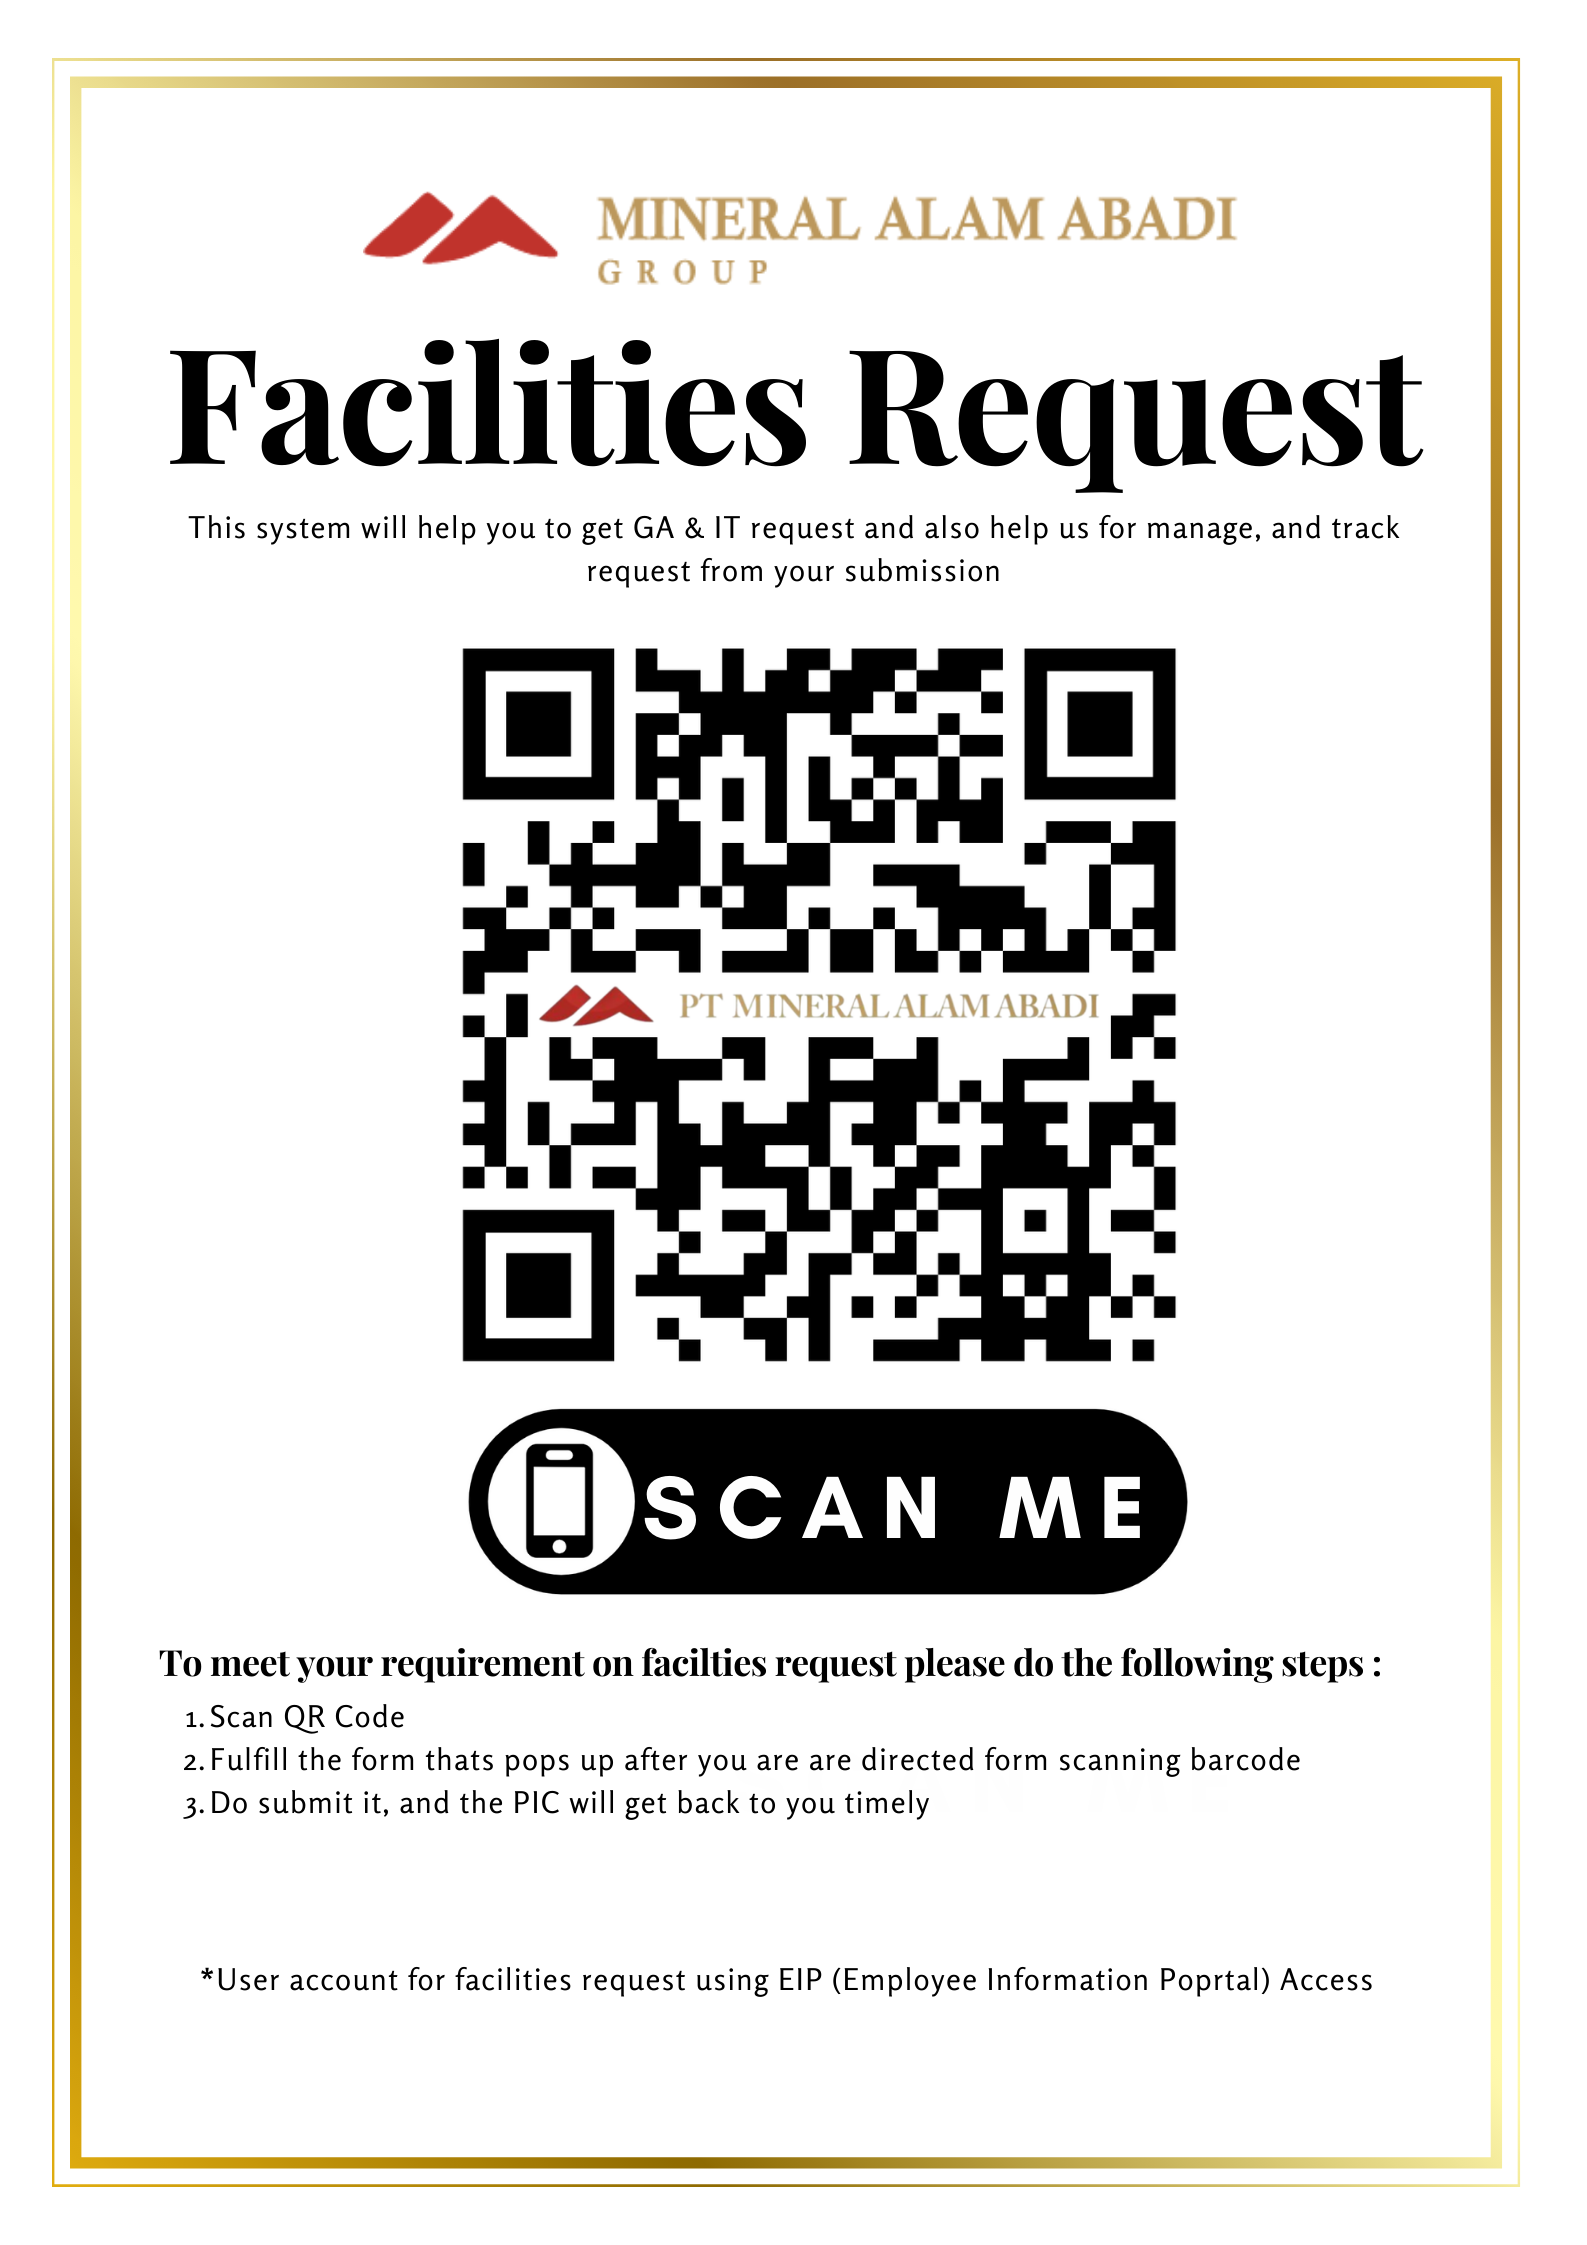 MINERAL ALAM ABADI
GROUP
Facilities Request
This system will help you to get GA & IT request and also help us for manage, and track
request from your submission
PT MINERAL ALAM ABADI
SCAN ME
To meet your requirement on facilties request please do the following steps :
1. Scan QR Code
2. Fulfill the form thats pops up after you are are directed form scanning barcode
3. Do submit it, and the PIC will get back to you timely
*User account for facilities request using EIP (Employee Information Poprtal) Access